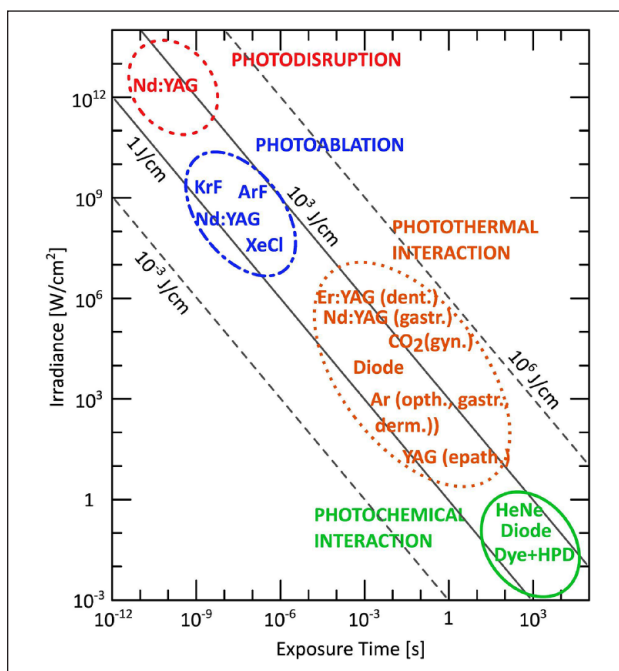 PHOTODISRUPTION
Nd:YAG
10^12
1 J/cm
PHOTOABLATION
KrF
ArF
10^9
Nd:YAG
10^3 J/cm
XeCl
10^-3 J/cm
PHOTOTHERMAL
INTERACTION
Irradiance [W/cm²]
10^6
Er:YAG (dent.)
Nd:YAG (gastr.)
CO₂(gyn.)
10^6 J/cm
Diode
10^3
Ar (opth., gastr.,
derm.))
YAG (epath.)
1
PHOTOCHEMICAL
INTERACTION
HeNe
Diode
Dye+HPD
10^-3
10^-12
10^-9
10^-6
10^-3
1
10^3
Exposure Time [s]